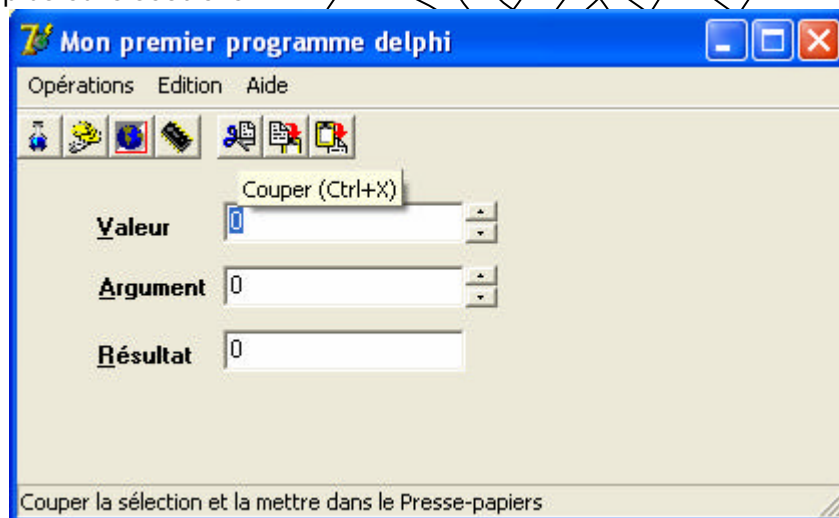 Mon premier programme delphi
Opérations Edition Aide
Couper (Ctrl+X)
Valeur 0
Argument 0
Résultat 0
Couper la sélection et la mettre dans le Presse-papiers